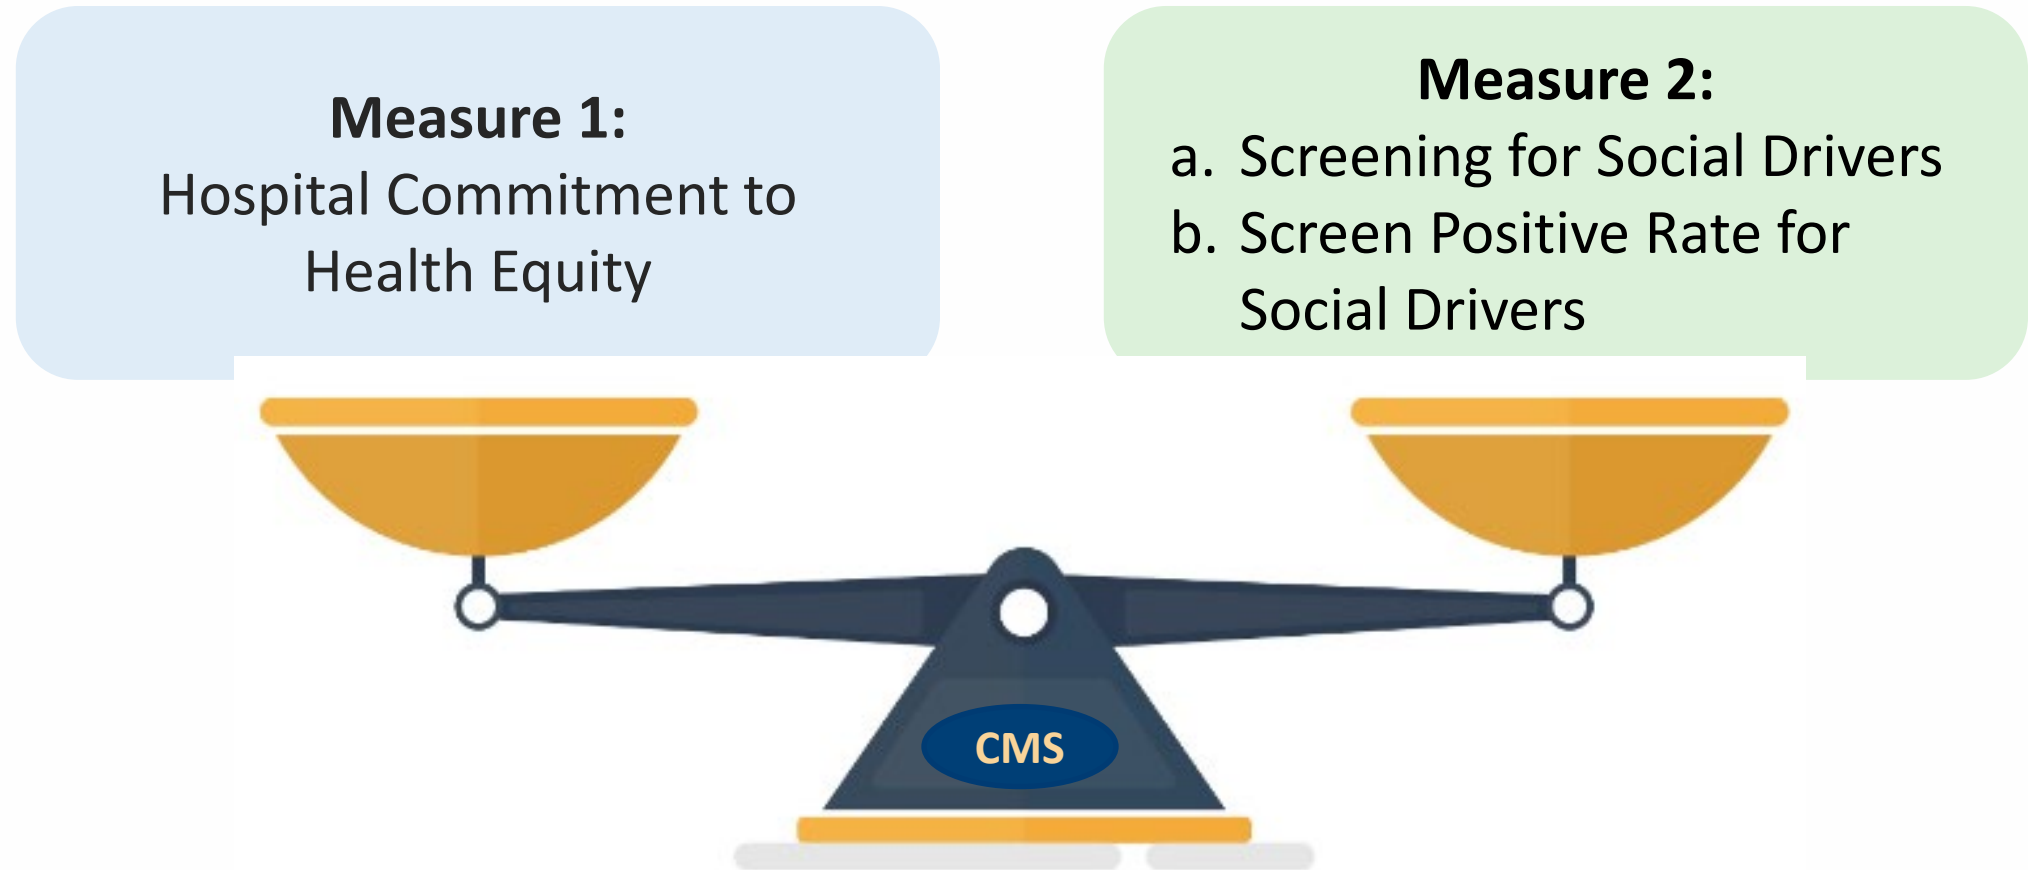 Measure 1:
Hospital Commitment to
Health Equity
Measure 2:
a. Screening for Social Drivers
b. Screen Positive Rate for
Social Drivers
CMS